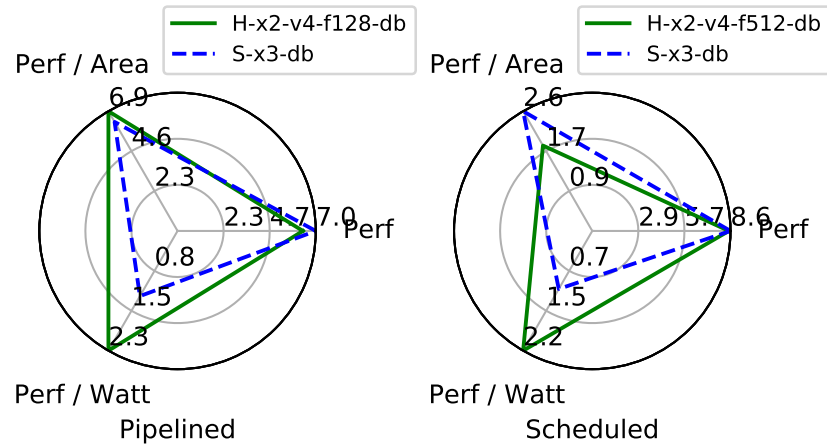 H-x2-v4-f128-db
S-x3-db
Perf / Area
6.9
4.6
2.3
2.3
4.7
7.0
Perf
0.8
1.5
2.3
Perf / Watt
Pipelined
H-x2-v4-f512-db
S-x3-db
Perf / Area
2.6
1.7
0.9
2.9
5.7
8.6
Perf
0.7
1.5
2.2
Perf / Watt
Scheduled